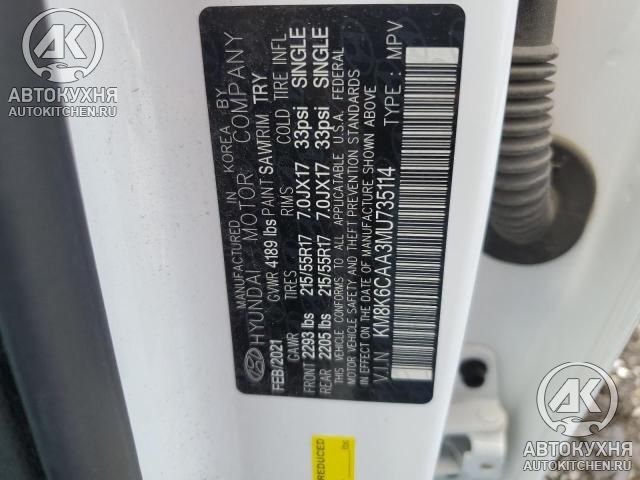 АВТОКУХНЯ
AUTOKITCHEN.RU
MANUFACTURED IN KOREA BY
HYUNDAI MOTOR COMPANY
FEB/2021 GVWR 4189 lbs PAINT SAW TRIM TRY
GAWR TIRES RIMS COLD TIRE INFL
FRONT 2293 lbs 215/55R17 7.0JX17 33psi SINGLE
REAR 2205 lbs 215/55R17 7.0JX17 33psi SINGLE
THIS VEHICLE CONFORMS TO ALL APPLICABLE U.S.A. FEDERAL
MOTOR VEHICLE SAFETY AND THEFT PREVENTION STANDARDS
IN EFFECT ON THE DATE OF MANUFACTURE SHOWN ABOVE
V.I.N KM8K6CAA3MU735114 TYPE : MPV
REDUCED
lbs
АВТОКУХНЯ
AUTOKITCHEN.RU